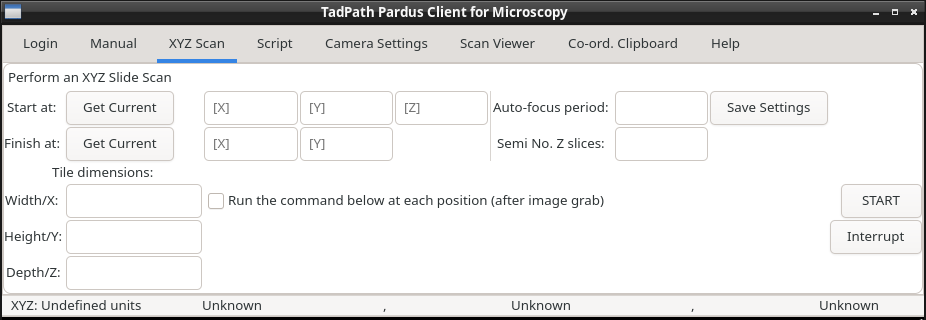 TadPath Pardus Client for Microscopy
Login Manual XYZ Scan Script Camera Settings Scan Viewer Co-ord. Clipboard Help
Perform an XYZ Slide Scan
Start at: Get Current [X] [Y] [Z] Auto-focus period: Save Settings
Finish at: Get Current [X] [Y] Semi No. Z slices:
Tile dimensions:
Width/X: Run the command below at each position (after image grab) START
Height/Y: Interrupt
Depth/Z:
XYZ: Undefined units Unknown , Unknown , Unknown